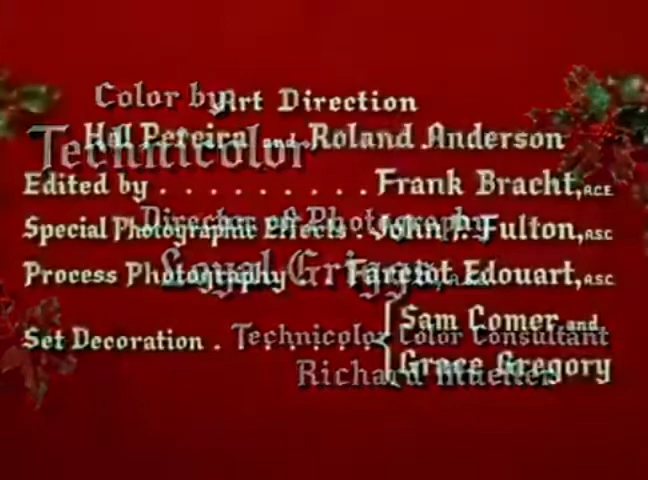 Color by
Art Direction
Hal Pereira and Roland Anderson
Technicolor
Edited by . . . . . . . . . . Frank Bracht, A.C.E.
Director of Photography
Special Photographic Effects . John P. Fulton, A.S.C.
Loyal Griggs, A.S.C.
Process Photography . . Farciot Edouart, A.S.C.
Set Decoration . . . . . . Sam Comer and
Technicolor Color Consultant
Grace Gregory
Richard Mueller